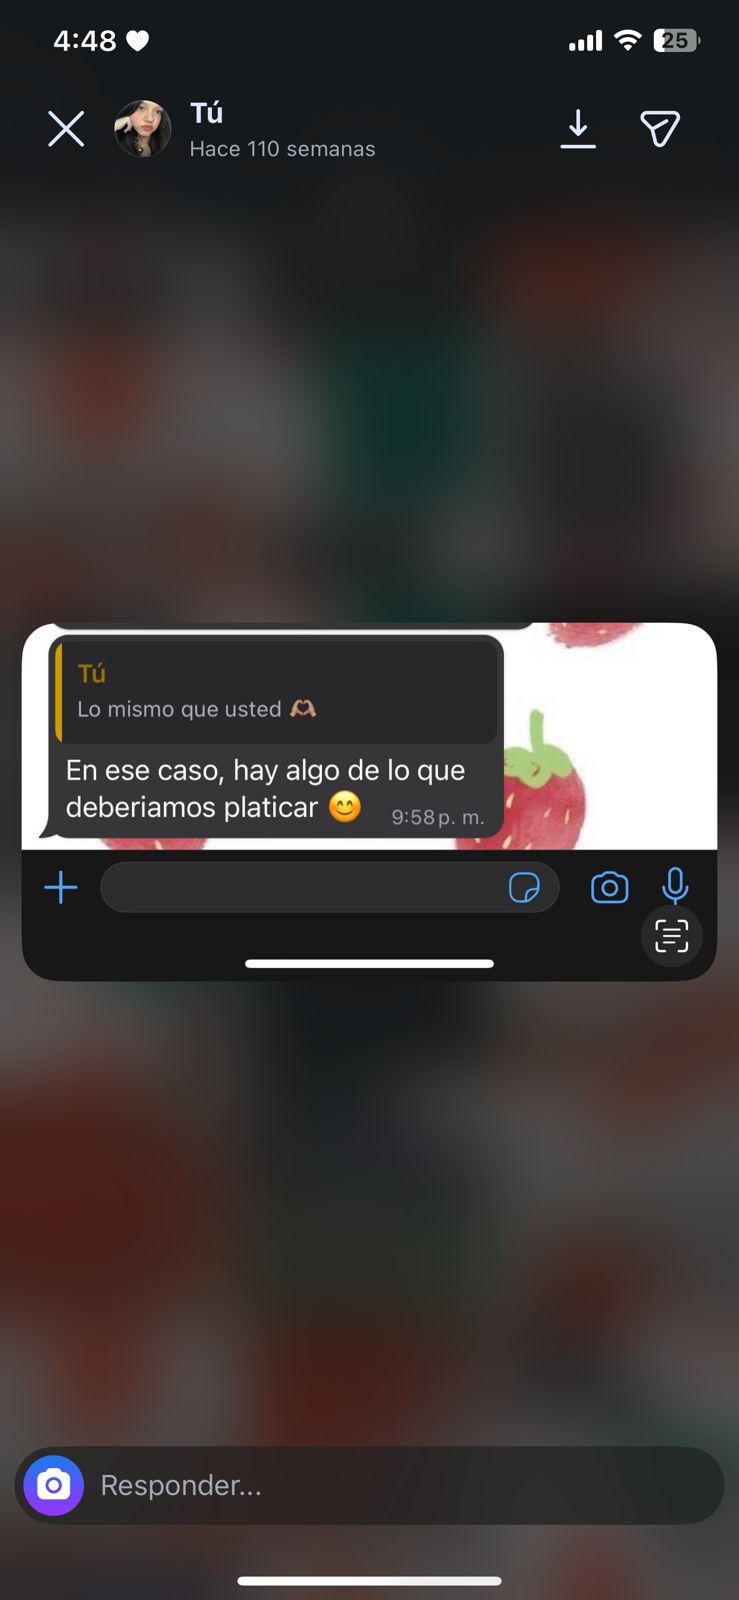 4:48
25
Tú
Hace 110 semanas
Tú
Lo mismo que usted 🫶🏼
En ese caso, hay algo de lo que
deberiamos platicar 😊
9:58 p. m.
Responder...